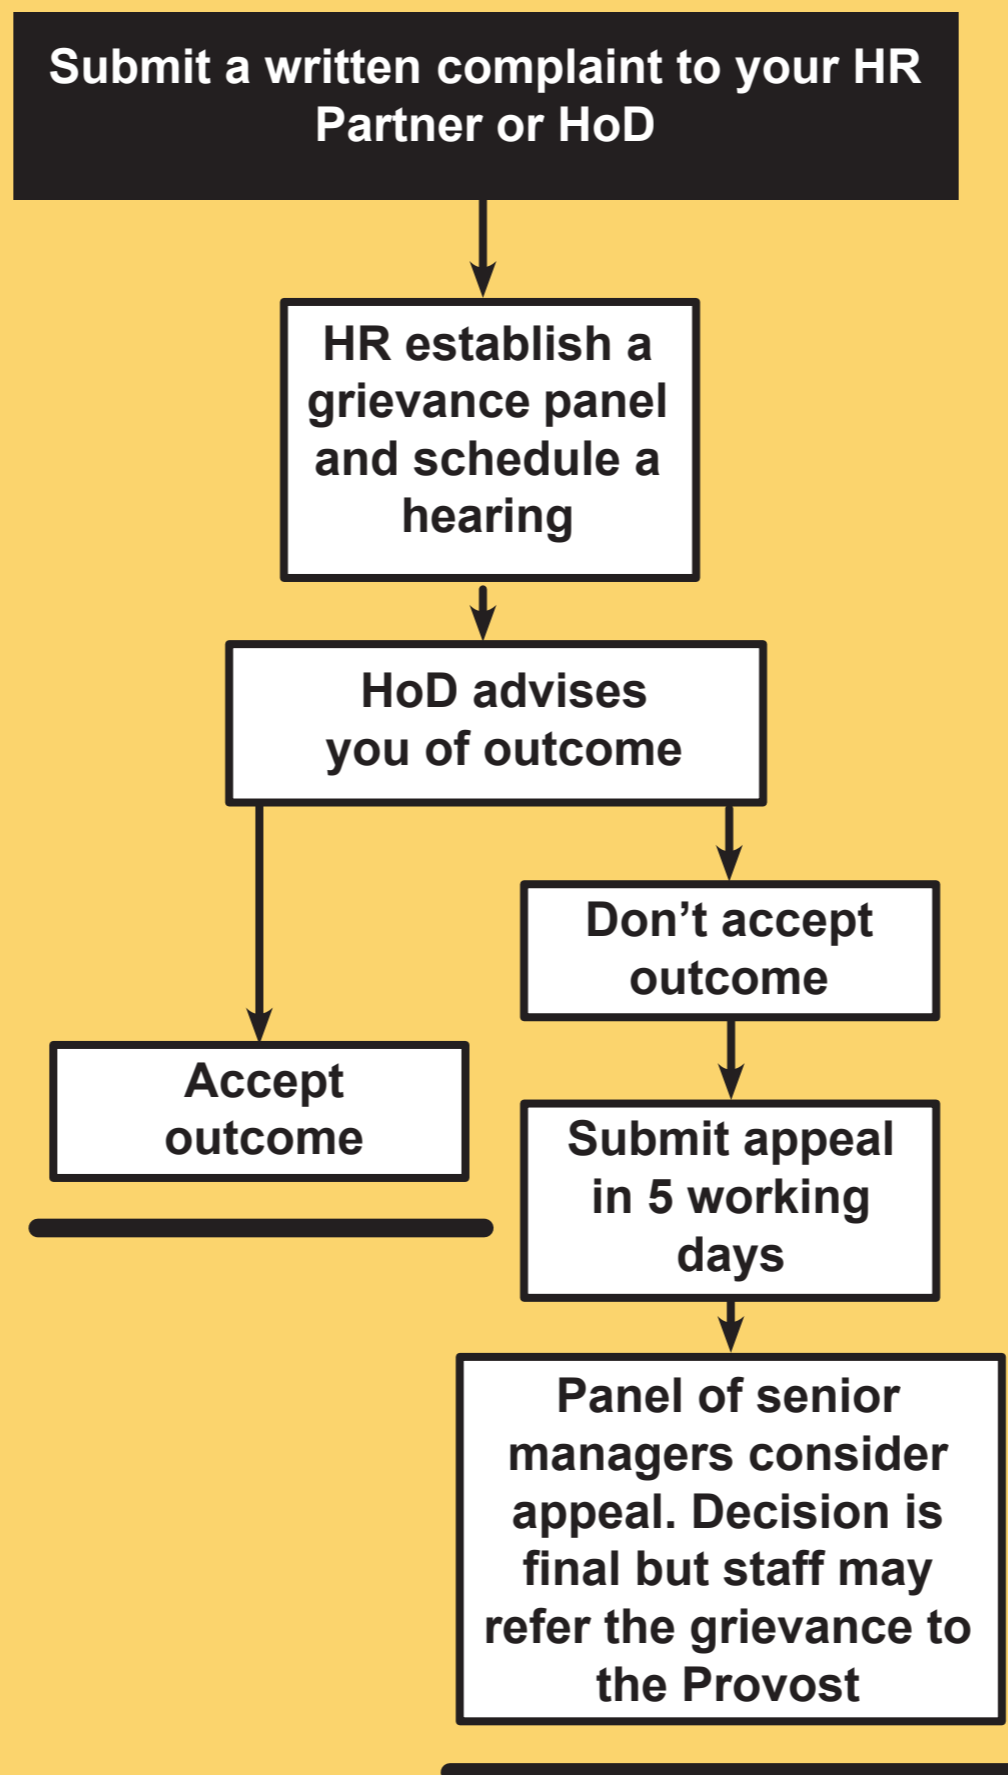 Submit a written complaint to your HR
Partner or HoD
HR establish a
grievance panel
and schedule a
hearing
HoD advises
you of outcome
Don’t accept
outcome
Accept
outcome
Submit appeal
in 5 working
days
Panel of senior
managers consider
appeal. Decision is
final but staff may
refer the grievance to
the Provost